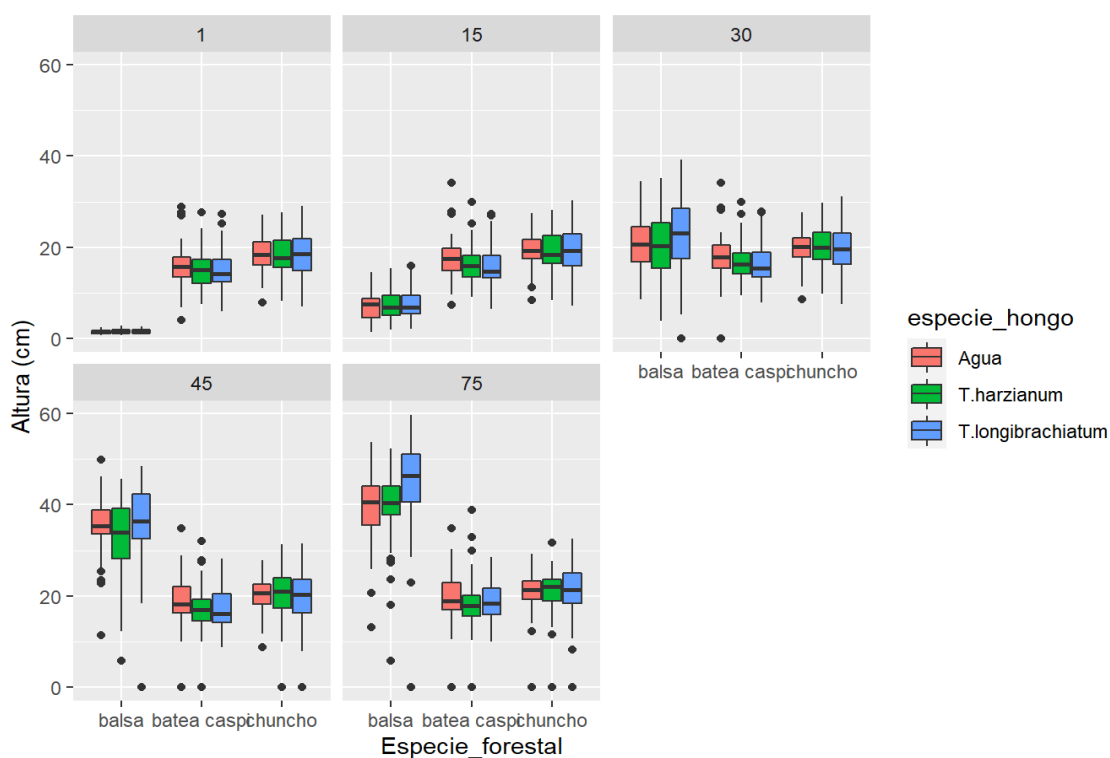 1 15 30
60
40
20
0
balsa batea caspi chuncho
45 75
60
40
20
0
balsa batea caspi chuncho balsa batea caspi chuncho
Altura (cm)
Especie_forestal
especie_hongo
Agua
T.harzianum
T.longibrachiatum